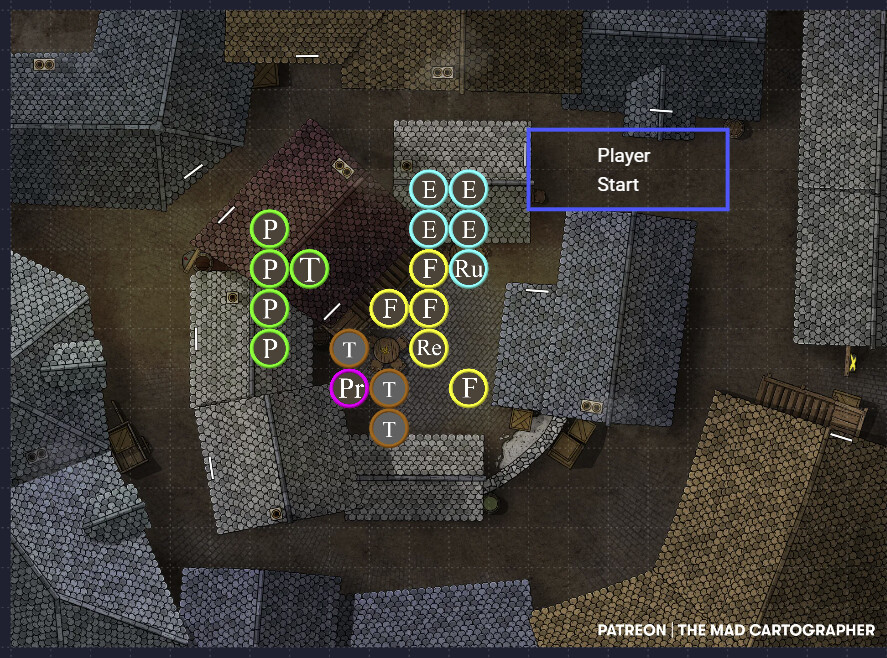 Player
Start
E E
P E E
P T F Ru
P F F
P T Re
Pr T F
T
PATREON | THE MAD CARTOGRAPHER